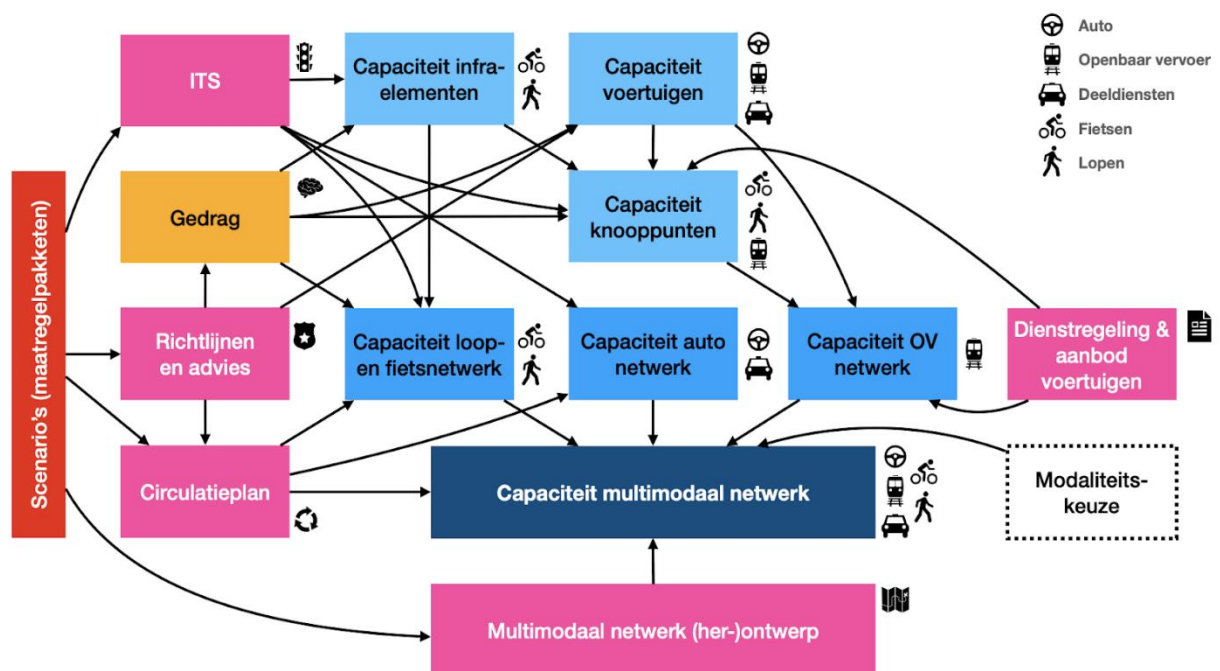 Auto
Openbaar vervoer
Deeldiensten
Fietsen
Lopen
ITS
Capaciteit infra-
elementen
Capaciteit
voertuigen
Scenario's (maatregelpakketen)
Gedrag
Capaciteit
knooppunten
Richtlijnen
en advies
Capaciteit loop-
en fietsnetwerk
Capaciteit auto
netwerk
Capaciteit OV
netwerk
Dienstregeling &
aanbod
voertuigen
Circulatieplan
Capaciteit multimodaal netwerk
Modaliteits-
keuze
Multimodaal netwerk (her-)ontwerp